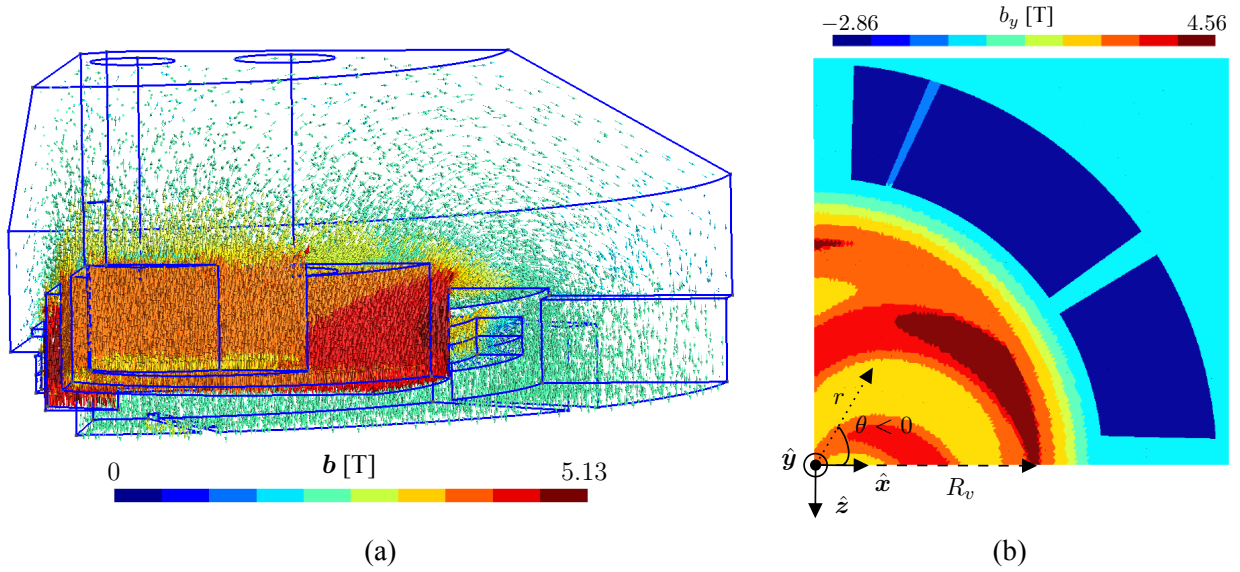 0
b [T]
5.13
(a)
−2.86
b_y [T]
4.56
r
θ < 0
ŷ
x̂
R_v
ẑ
(b)